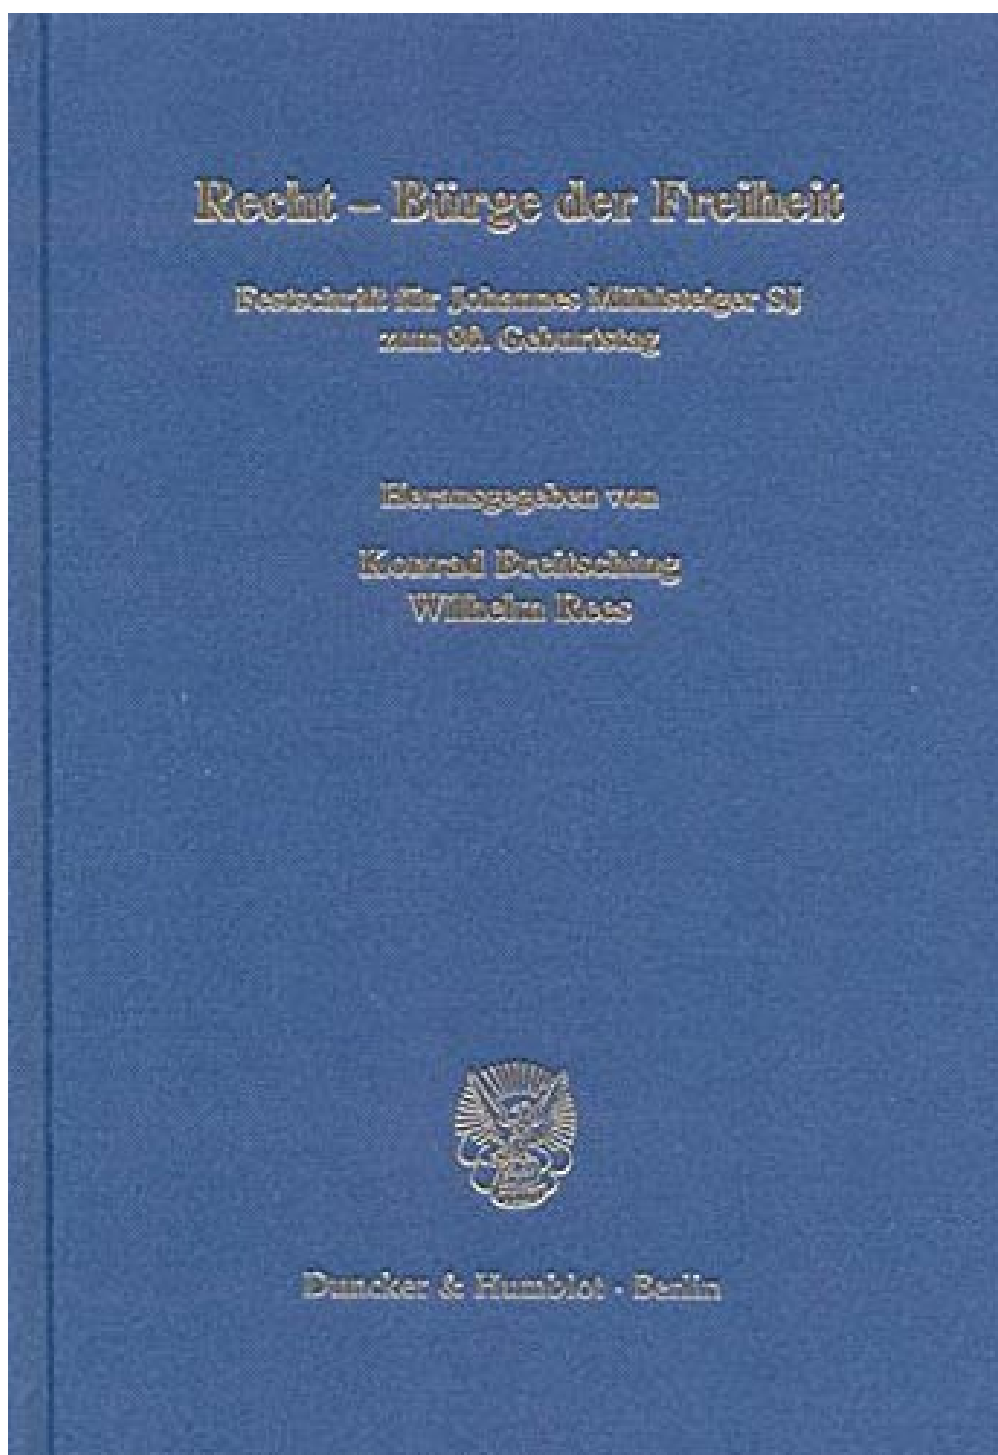 Recht – Bürge der Freiheit
Festschrift für Johannes Mühlsteiger SJ
zum 80. Geburtstag
Herausgegeben von
Konrad Breitsching
Wilhelm Rees
Duncker & Humblot · Berlin